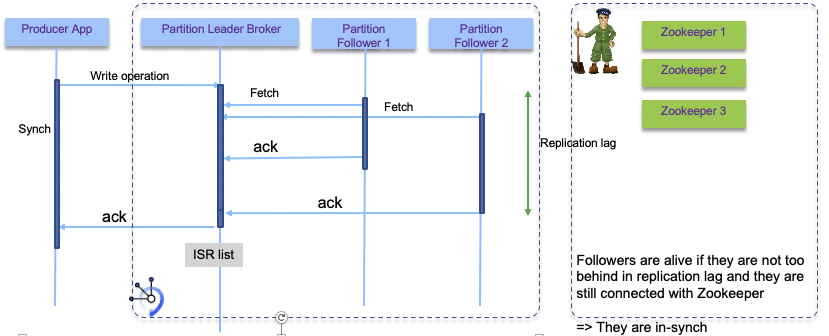 Producer App
Partition Leader Broker
Partition
Follower 1
Partition
Follower 2
Zookeeper 1
Zookeeper 2
Zookeeper 3
Write operation
Fetch
Fetch
Synch
Replication lag
ack
ack
ack
ISR list
Followers are alive if they are not too
behind in replication lag and they are
still connected with Zookeeper
=> They are in-synch